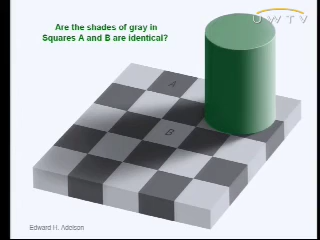 UWTV
Are the shades of gray in
Squares A and B are identical?
A
B
Edward H. Adelson